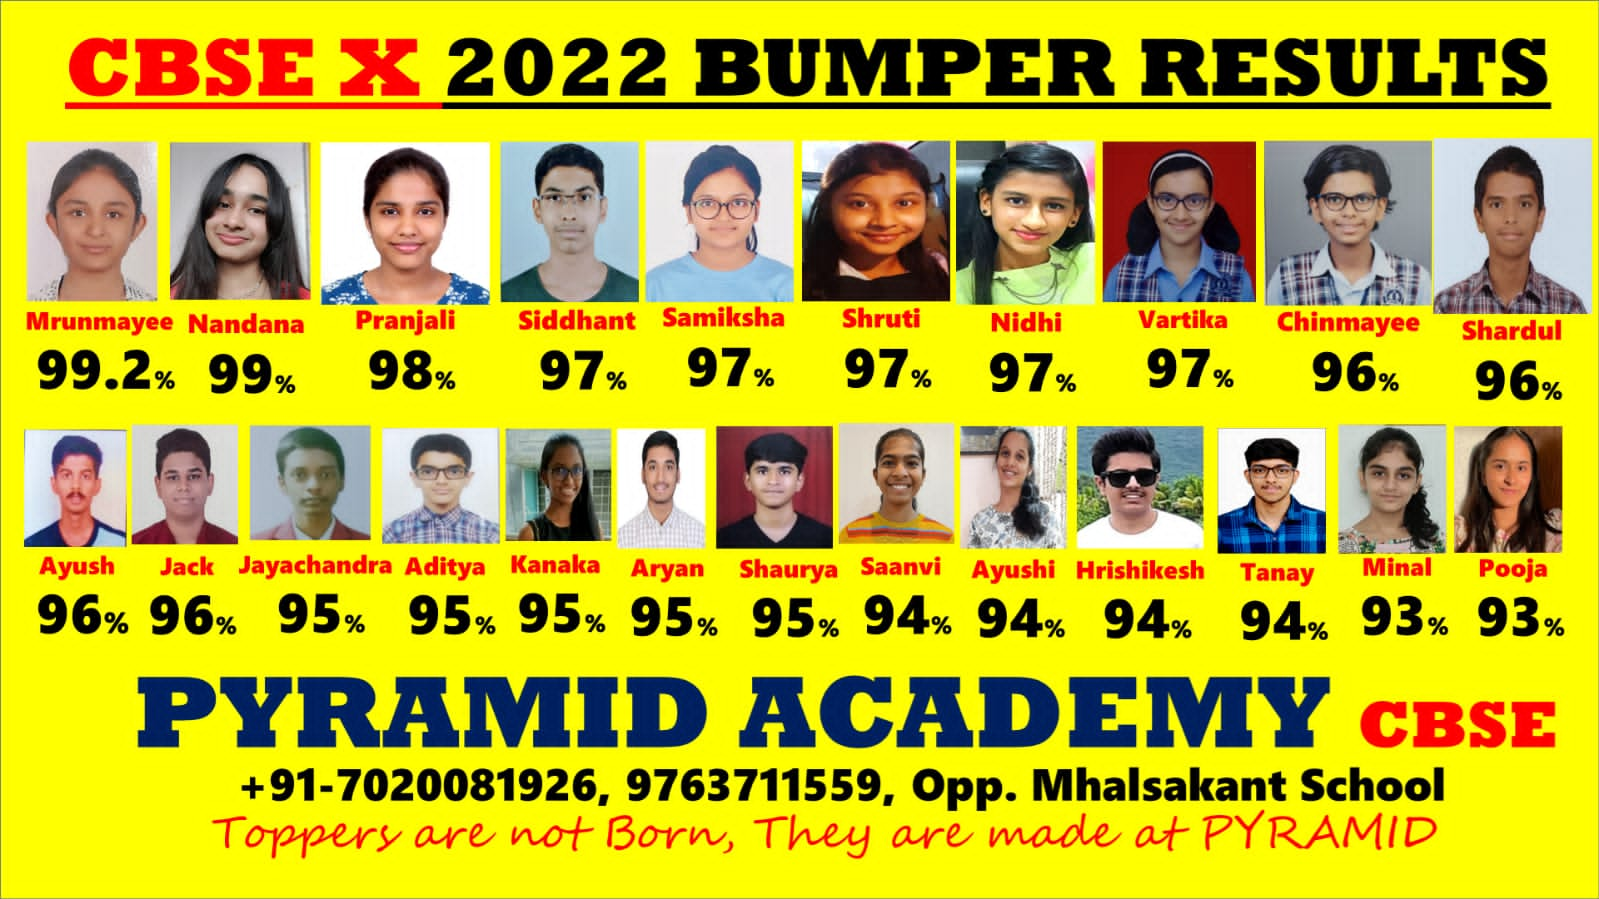 CBSE X 2022 BUMPER RESULTS
Mrunmayee Nandana Pranjali Siddhant Samiksha Shruti Nidhi Vartika Chinmayee Shardul
99.2% 99% 98% 97% 97% 97% 97% 97% 96% 96%
Ayush Jack Jayachandra Aditya Kanaka Aryan Shaurya Saanvi Ayushi Hrishikesh Tanay Minal Pooja
96% 96% 95% 95% 95% 95% 95% 94% 94% 94% 94% 93% 93%
PYRAMID ACADEMY CBSE
+91-7020081926, 9763711559, Opp. Mhalsakant School
Toppers are not Born, They are made at PYRAMID